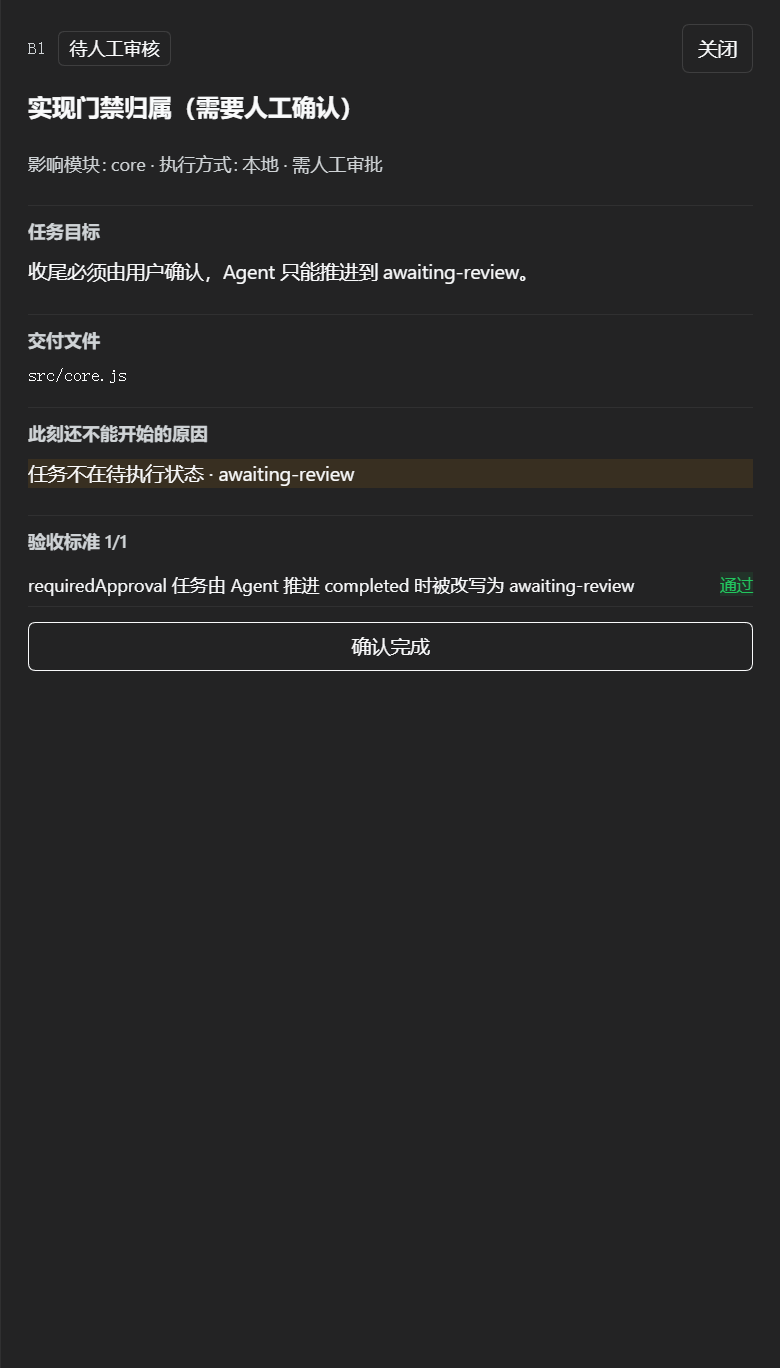 B1 待人工审核 关闭
实现门禁归属（需要人工确认）
影响模块: core · 执行方式: 本地 · 需人工审批
任务目标
收尾必须由用户确认，Agent 只能推进到 awaiting-review。
交付文件
src/core.js
此刻还不能开始的原因
任务不在待执行状态 · awaiting-review
验收标准 1/1
requiredApproval 任务由 Agent 推进 completed 时被改写为 awaiting-review 通过
确认完成